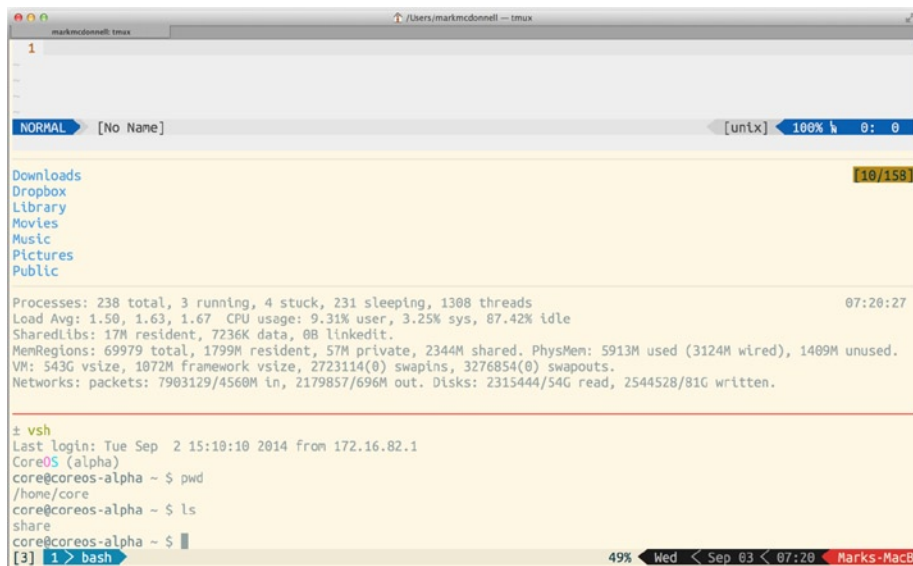 /Users/markmcdonnell — tmux
markmcdonnell: tmux
1
~
~
~
~
NORMAL [No Name] [unix] 100% 0: 0
Downloads [10/158]
Dropbox
Library
Movies
Music
Pictures
Public
Processes: 238 total, 3 running, 4 stuck, 231 sleeping, 1308 threads 07:20:27
Load Avg: 1.50, 1.63, 1.67 CPU usage: 9.31% user, 3.25% sys, 87.42% idle
SharedLibs: 17M resident, 7236K data, 0B linkedit.
MemRegions: 69979 total, 1799M resident, 57M private, 2344M shared. PhysMem: 5913M used (3124M wired), 1409M unused.
VM: 543G vsize, 1072M framework vsize, 2723114(0) swapins, 3276854(0) swapouts.
Networks: packets: 7903129/4560M in, 2179857/696M out. Disks: 2315444/54G read, 2544528/81G written.
± vsh
Last login: Tue Sep  2 15:10:10 2014 from 172.16.82.1
CoreOS (alpha)
core@coreos-alpha ~ $ pwd
/home/core
core@coreos-alpha ~ $ ls
share
core@coreos-alpha ~ $
[3] 1 > bash 49% Wed < Sep 03 < 07:20 Marks-MacB